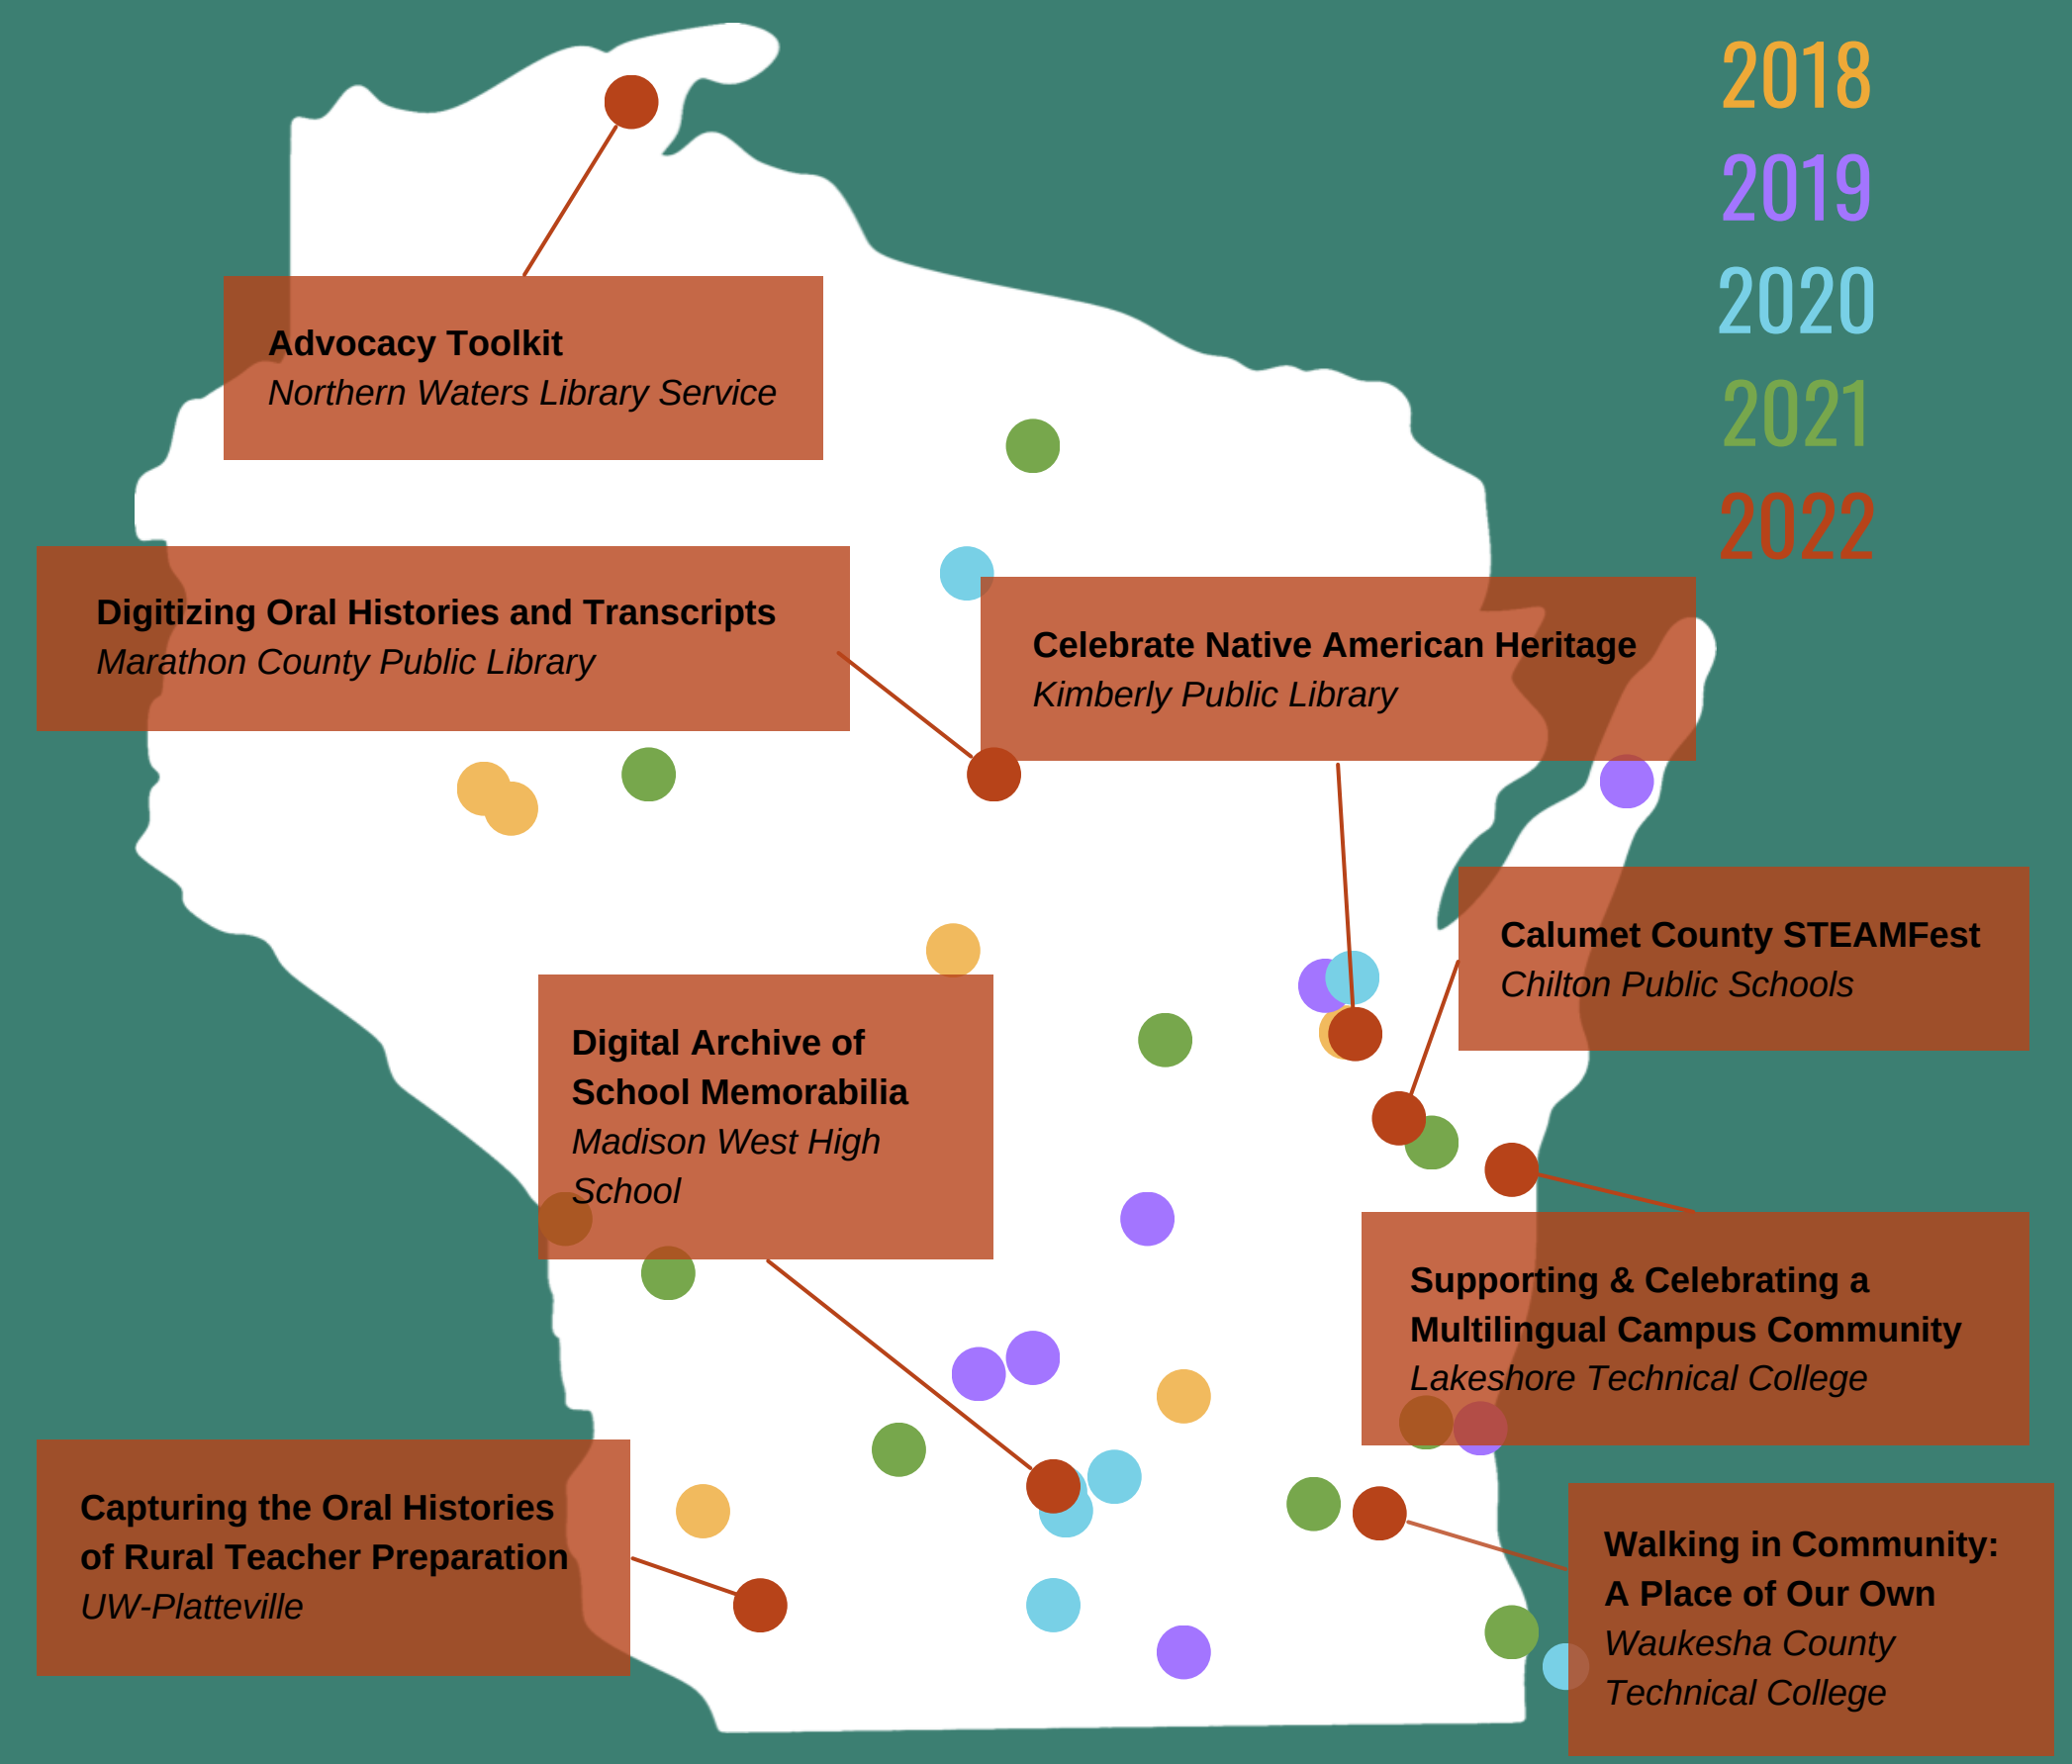 2018
2019
2020
2021
2022
Advocacy Toolkit
Northern Waters Library Service
Digitizing Oral Histories and Transcripts
Marathon County Public Library
Celebrate Native American Heritage
Kimberly Public Library
Calumet County STEAMFest
Chilton Public Schools
Digital Archive of
School Memorabilia
Madison West High
School
Supporting & Celebrating a
Multilingual Campus Community
Lakeshore Technical College
Capturing the Oral Histories
of Rural Teacher Preparation
UW-Platteville
Walking in Community:
A Place of Our Own
Waukesha County
Technical College